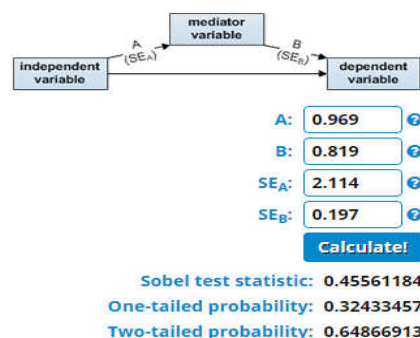 mediator
variable
A
(SEA)
B
(SEB)
independent
variable
dependent
variable
A: 0.969 ?
B: 0.819 ?
SEA: 2.114 ?
SEB: 0.197 ?
Calculate!
Sobel test statistic: 0.45561184
One-tailed probability: 0.32433457
Two-tailed probability: 0.64866913